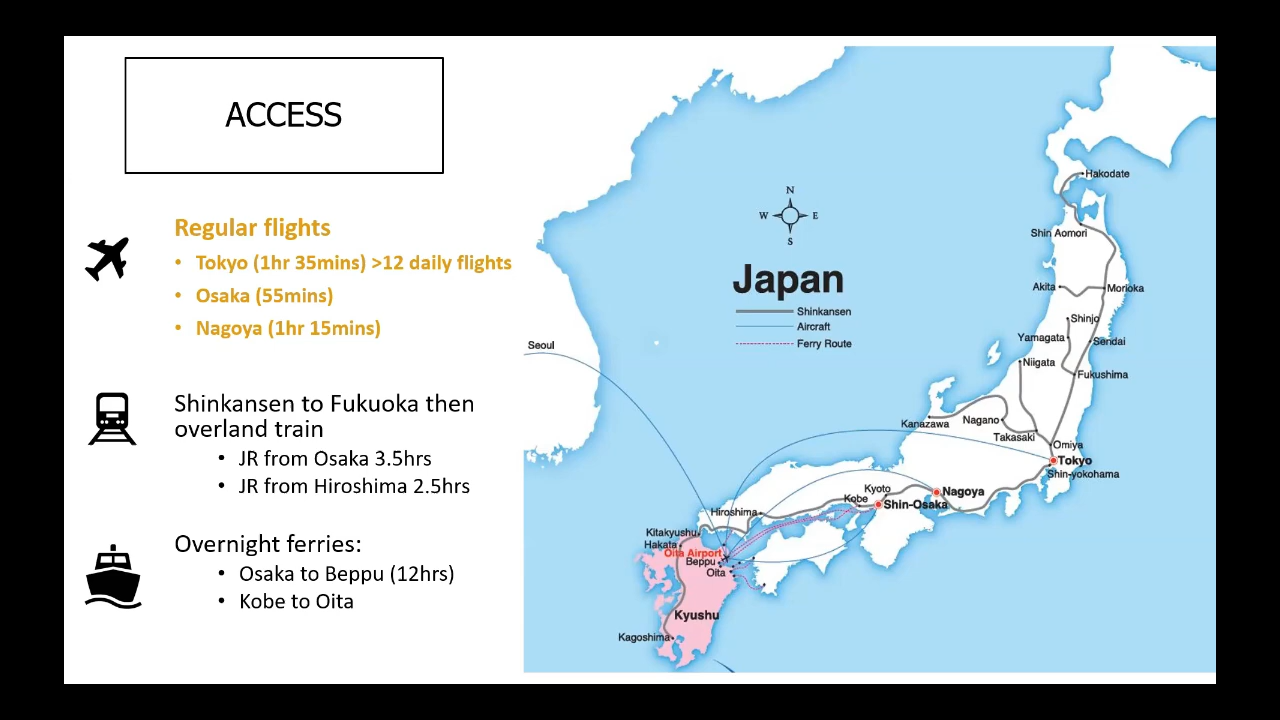 ACCESS
Regular flights
• Tokyo (1hr 35mins) >12 daily flights
• Osaka (55mins)
• Nagoya (1hr 15mins)
Shinkansen to Fukuoka then
overland train
• JR from Osaka 3.5hrs
• JR from Hiroshima 2.5hrs
Overnight ferries:
• Osaka to Beppu (12hrs)
• Kobe to Oita
N
W E
S
Japan
Shinkansen
Aircraft
Ferry Route
Seoul
Hakodate
Shin Aomori
Akita
Morioka
Shinjo
Yamagata
Sendai
Niigata
Fukushima
Kanazawa
Nagano
Takasaki
Omiya
Tokyo
Shin-yokohama
Kyoto
Nagoya
Kobe
Shin-Osaka
Hiroshima
Kitakyushu
Hakata
Oita Airport
Beppu
Oita
Kyushu
Kagoshima